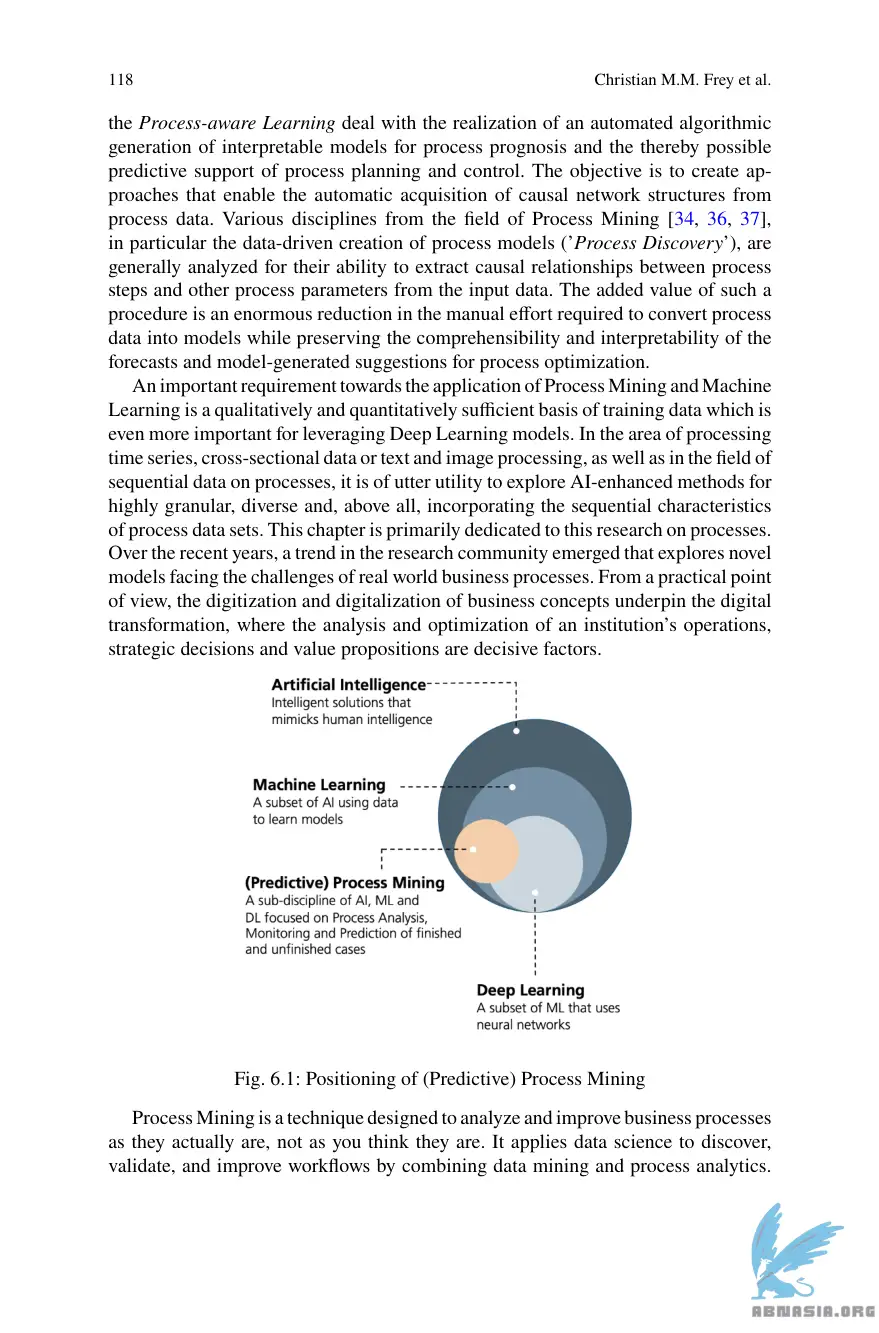 118
Christian M.M. Frey et al.
the Process-aware Learning deal with the realization of an automated algorithmic
generation of interpretable models for process prognosis and the thereby possible
predictive support of process planning and control. The objective is to create ap-
proaches that enable the automatic acquisition of causal network structures from
process data. Various disciplines from the field of Process Mining [34, 36, 37],
in particular the data-driven creation of process models (’Process Discovery’), are
generally analyzed for their ability to extract causal relationships between process
steps and other process parameters from the input data. The added value of such a
procedure is an enormous reduction in the manual effort required to convert process
data into models while preserving the comprehensibility and interpretability of the
forecasts and model-generated suggestions for process optimization.
An important requirement towards the application of Process Mining and Machine
Learning is a qualitatively and quantitatively sufficient basis of training data which is
even more important for leveraging Deep Learning models. In the area of processing
time series, cross-sectional data or text and image processing, as well as in the field of
sequential data on processes, it is of utter utility to explore AI-enhanced methods for
highly granular, diverse and, above all, incorporating the sequential characteristics
of process data sets. This chapter is primarily dedicated to this research on processes.
Over the recent years, a trend in the research community emerged that explores novel
models facing the challenges of real world business processes. From a practical point
of view, the digitization and digitalization of business concepts underpin the digital
transformation, where the analysis and optimization of an institution’s operations,
strategic decisions and value propositions are decisive factors.
Artificial Intelligence
Intelligent solutions that
mimicks human intelligence
Machine Learning
A subset of AI using data
to learn models
(Predictive) Process Mining
A sub-discipline of AI, ML and
DL focused on Process Analysis,
Monitoring and Prediction of finished
and unfinished cases
Deep Learning
A subset of ML that uses
neural networks
Fig. 6.1: Positioning of (Predictive) Process Mining
Process Mining is a technique designed to analyze and improve business processes
as they actually are, not as you think they are. It applies data science to discover,
validate, and improve workflows by combining data mining and process analytics.
ABNASIA.ORG